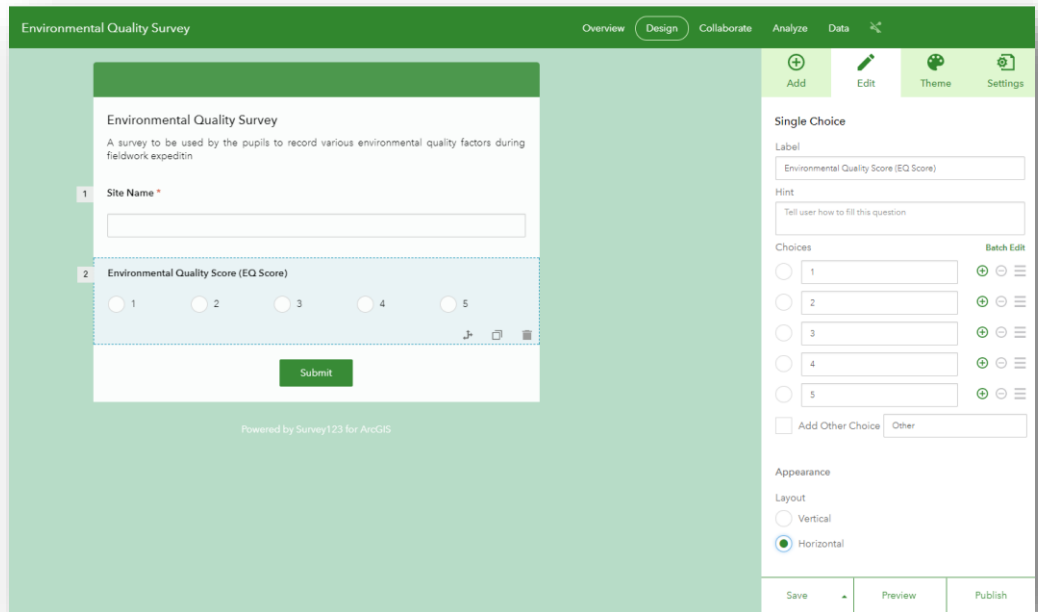 Environmental Quality Survey
Overview Design Collaborate Analyze Data
Add Edit Theme Settings
Environmental Quality Survey
A survey to be used by the pupils to record various environmental quality factors during
fieldwork expeditin
1 Site Name *
2 Environmental Quality Score (EQ Score)
1 2 3 4 5
Submit
Powered by Survey123 for ArcGIS
Single Choice
Label
Environmental Quality Score (EQ Score)
Hint
Tell user how to fill this question
Choices Batch Edit
1
2
3
4
5
Add Other Choice Other
Appearance
Layout
Vertical
Horizontal
Save Preview Publish